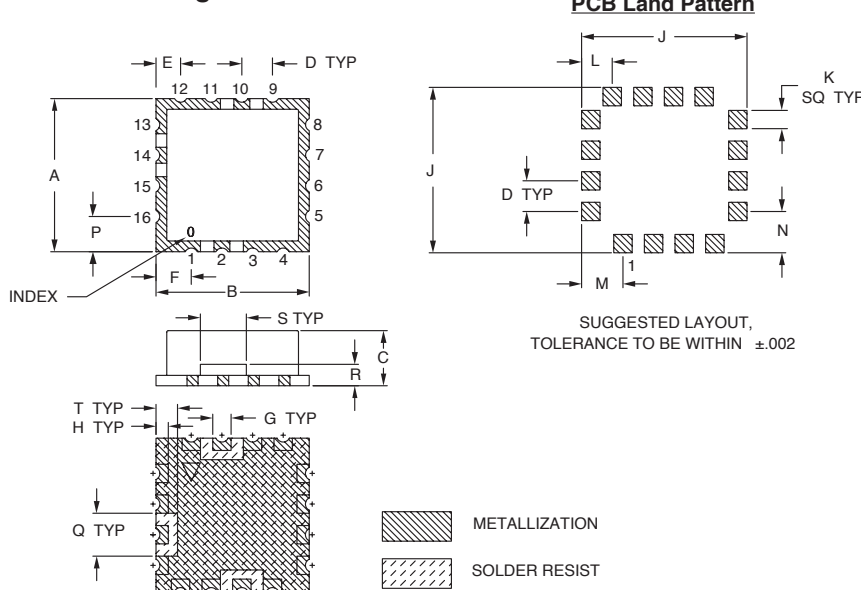 PCB Land Pattern
E
D TYP
12 11 10 9
13
14
15
16
8
7
6
5
A
P
0
1 2 3 4
F
B
INDEX
J
L
K
SQ TYP
J
D TYP
N
M
1
SUGGESTED LAYOUT,
TOLERANCE TO BE WITHIN ±.002
S TYP
C
R
T TYP
H TYP
G TYP
Q TYP
METALLIZATION
SOLDER RESIST